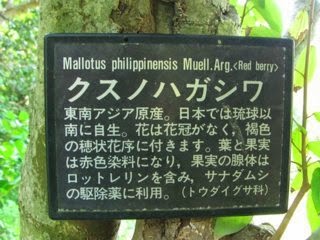 Mallotus philippinensis Muell.Arg.<Red berry>
クスノハガシワ
東南アジア原産。日本では琉球以
南に自生。花は花冠がなく、褐色
の穂状花序に付きます。葉と果実
は赤色染料になり，果実の腺体は
ロットレリンを含み，サナダムシ
の駆除薬に利用。（トウダイグサ科）